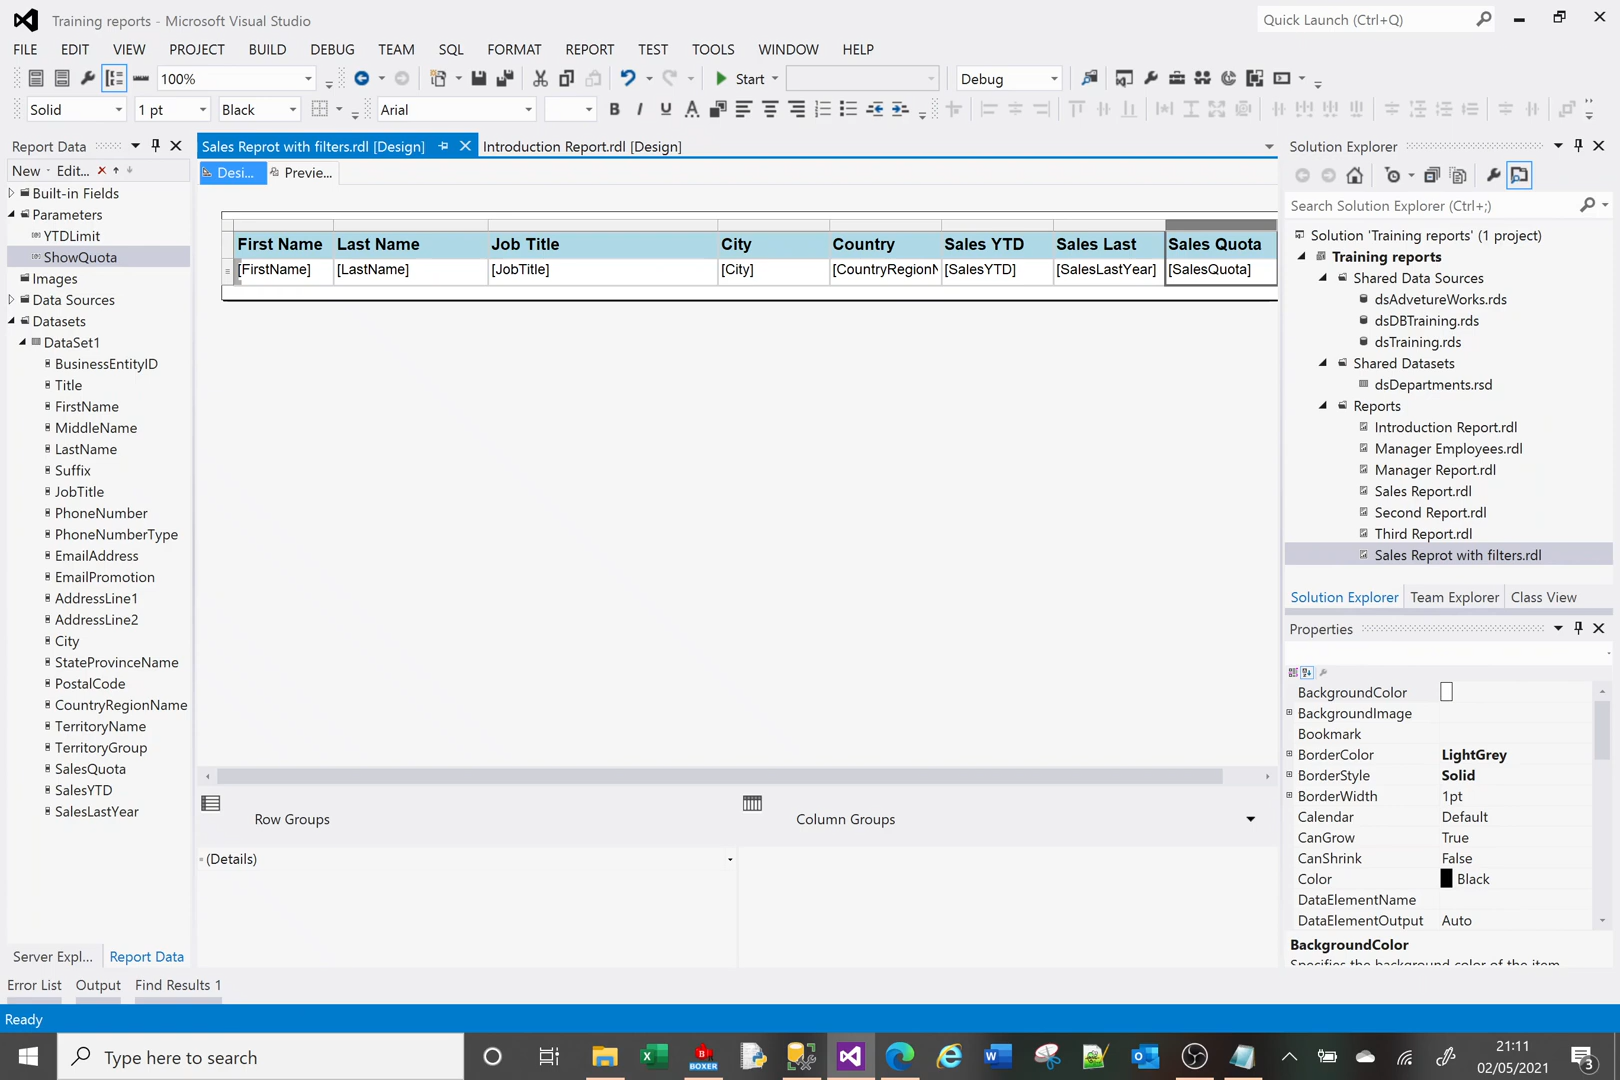 Training reports - Microsoft Visual Studio
Quick Launch (Ctrl+Q)
FILE EDIT VIEW PROJECT BUILD DEBUG TEAM SQL FORMAT REPORT TEST TOOLS WINDOW HELP
100% Start Debug
Solid 1 pt Black Arial B I U A
Report Data
New Edit...
Built-in Fields
Parameters
YTDLimit
ShowQuota
Images
Data Sources
Datasets
DataSet1
BusinessEntityID
Title
FirstName
MiddleName
LastName
Suffix
JobTitle
PhoneNumber
PhoneNumberType
EmailAddress
EmailPromotion
AddressLine1
AddressLine2
City
StateProvinceName
PostalCode
CountryRegionName
TerritoryName
TerritoryGroup
SalesQuota
SalesYTD
SalesLastYear
Server Expl... Report Data
Sales Reprot with filters.rdl [Design] Introduction Report.rdl [Design]
Desi... Previe...
First Name Last Name Job Title City Country Sales YTD Sales Last Sales Quota
[FirstName] [LastName] [JobTitle] [City] [CountryRegionN [SalesYTD] [SalesLastYear] [SalesQuota]
Row Groups Column Groups
(Details)
Solution Explorer
Search Solution Explorer (Ctrl+;)
Solution 'Training reports' (1 project)
Training reports
Shared Data Sources
dsAdvetureWorks.rds
dsDBTraining.rds
dsTraining.rds
Shared Datasets
dsDepartments.rsd
Reports
Introduction Report.rdl
Manager Employees.rdl
Manager Report.rdl
Sales Report.rdl
Second Report.rdl
Third Report.rdl
Sales Reprot with filters.rdl
Solution Explorer Team Explorer Class View
Properties
BackgroundColor
BackgroundImage
Bookmark
BorderColor LightGrey
BorderStyle Solid
BorderWidth 1pt
Calendar Default
CanGrow True
CanShrink False
Color Black
DataElementName
DataElementOutput Auto
BackgroundColor
Specifies the background color of the item
Error List Output Find Results 1
Ready
Type here to search
BOXER
21:11
02/05/2021
3